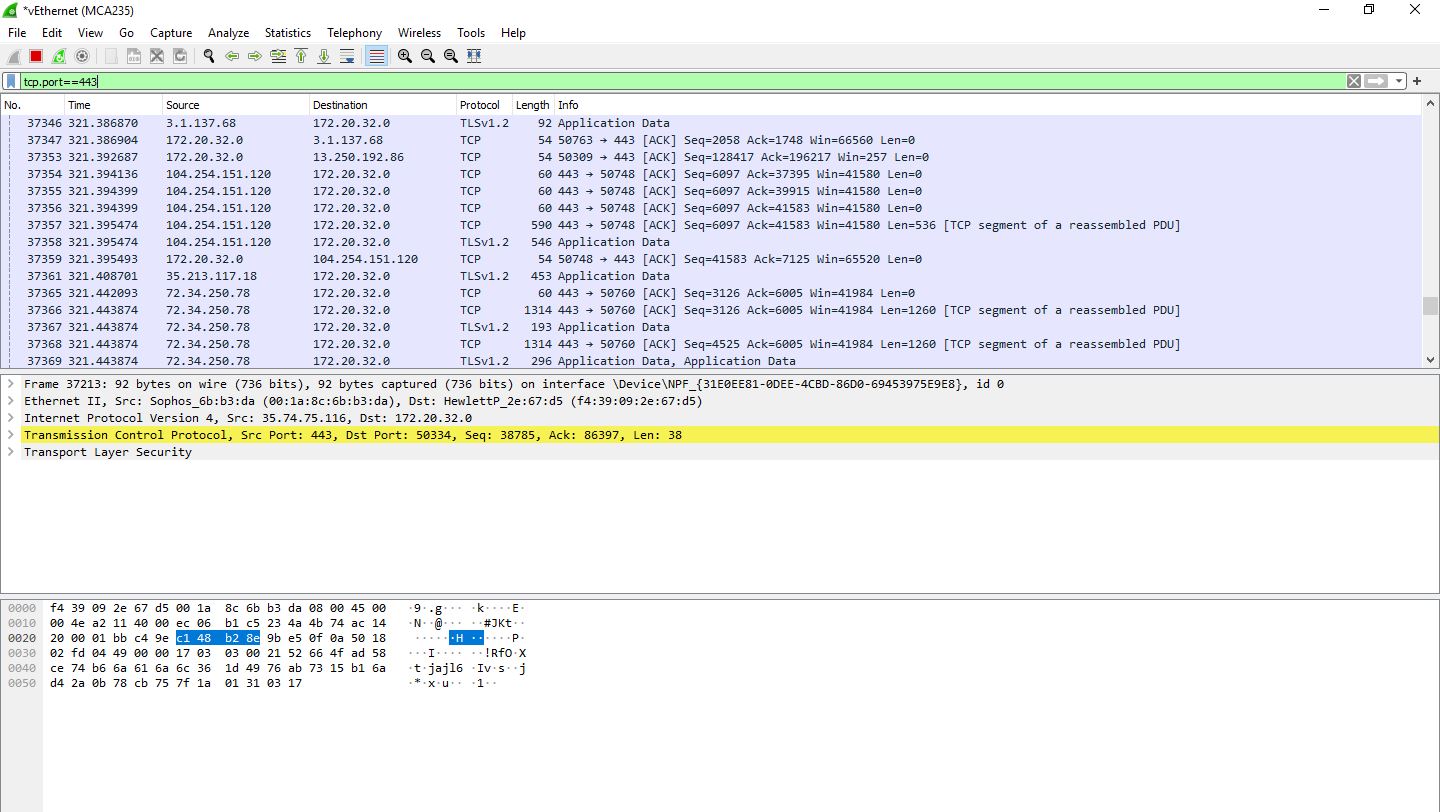 *vEthernet (MCA235)
File Edit View Go Capture Analyze Statistics Telephony Wireless Tools Help
tcp.port==443
No. Time Source Destination Protocol Length Info
37346 321.386870 3.1.137.68 172.20.32.0 TLSv1.2 92 Application Data
37347 321.386904 172.20.32.0 3.1.137.68 TCP 54 50763 → 443 [ACK] Seq=2058 Ack=1748 Win=66560 Len=0
37353 321.392687 172.20.32.0 13.250.192.86 TCP 54 50309 → 443 [ACK] Seq=128417 Ack=196217 Win=257 Len=0
37354 321.394136 104.254.151.120 172.20.32.0 TCP 60 443 → 50748 [ACK] Seq=6097 Ack=37395 Win=41580 Len=0
37355 321.394399 104.254.151.120 172.20.32.0 TCP 60 443 → 50748 [ACK] Seq=6097 Ack=39915 Win=41580 Len=0
37356 321.394399 104.254.151.120 172.20.32.0 TCP 60 443 → 50748 [ACK] Seq=6097 Ack=41583 Win=41580 Len=0
37357 321.395474 104.254.151.120 172.20.32.0 TCP 590 443 → 50748 [ACK] Seq=6097 Ack=41583 Win=41580 Len=536 [TCP segment of a reassembled PDU]
37358 321.395474 104.254.151.120 172.20.32.0 TLSv1.2 546 Application Data
37359 321.395493 172.20.32.0 104.254.151.120 TCP 54 50748 → 443 [ACK] Seq=41583 Ack=7125 Win=65520 Len=0
37361 321.408701 35.213.117.18 172.20.32.0 TLSv1.2 453 Application Data
37365 321.442093 72.34.250.78 172.20.32.0 TCP 60 443 → 50760 [ACK] Seq=3126 Ack=6005 Win=41984 Len=0
37366 321.443874 72.34.250.78 172.20.32.0 TCP 1314 443 → 50760 [ACK] Seq=3126 Ack=6005 Win=41984 Len=1260 [TCP segment of a reassembled PDU]
37367 321.443874 72.34.250.78 172.20.32.0 TLSv1.2 193 Application Data
37368 321.443874 72.34.250.78 172.20.32.0 TCP 1314 443 → 50760 [ACK] Seq=4525 Ack=6005 Win=41984 Len=1260 [TCP segment of a reassembled PDU]
37369 321.443874 72.34.250.78 172.20.32.0 TLSv1.2 296 Application Data, Application Data
Frame 37213: 92 bytes on wire (736 bits), 92 bytes captured (736 bits) on interface \Device\NPF_{31E0EE81-0DEE-4CBD-86D0-69453975E9E8}, id 0
Ethernet II, Src: Sophos_6b:b3:da (00:1a:8c:6b:b3:da), Dst: HewlettP_2e:67:d5 (f4:39:09:2e:67:d5)
Internet Protocol Version 4, Src: 35.74.75.116, Dst: 172.20.32.0
Transmission Control Protocol, Src Port: 443, Dst Port: 50334, Seq: 38785, Ack: 86397, Len: 38
Transport Layer Security
0000 f4 39 09 2e 67 d5 00 1a 8c 6b b3 da 08 00 45 00 ·9·.g··· ·k····E·
0010 00 4e a2 11 40 00 ec 06 b1 c5 23 4a 4b 74 ac 14 ·N··@··· ··#JKt··
0020 20 00 01 bb c4 9e c1 48 b2 8e 9b e5 0f 0a 50 18 ······H ······P·
0030 02 fd 04 49 00 00 17 03 03 00 21 52 66 4f ad 58 ···I···· ··!RfO·X
0040 ce 74 b6 6a 61 6a 6c 36 1d 49 76 ab 73 15 b1 6a ·t·jajl6 ·Iv·s··j
0050 d4 2a 0b 78 cb 75 7f 1a 01 31 03 17 ·*·x·u·· ·1··